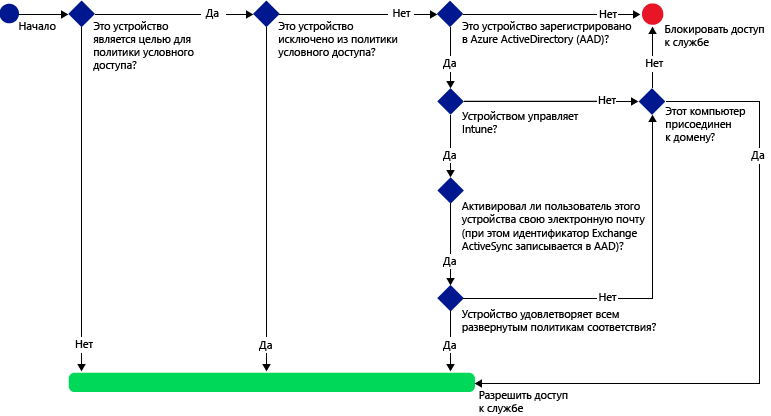 Начало
Это устройство
является целью для
политики условного
доступа?
Да
Это устройство
исключено из политики
условного доступа?
Нет
Это устройство зарегистрировано
в Azure ActiveDirectory (AAD)?
Нет
Блокировать доступ
к службе
Да
Нет
Устройством управляет
Intune?
Нет
Этот компьютер
присоединен
к домену?
Да
Да
Активировал ли пользователь этого
устройства свою электронную почту
(при этом идентификатор Exchange
ActiveSync записывается в AAD)?
Да
Нет
Устройство удовлетворяет всем
развернутым политикам соответствия?
Нет
Да
Да
Разрешить доступ
к службе